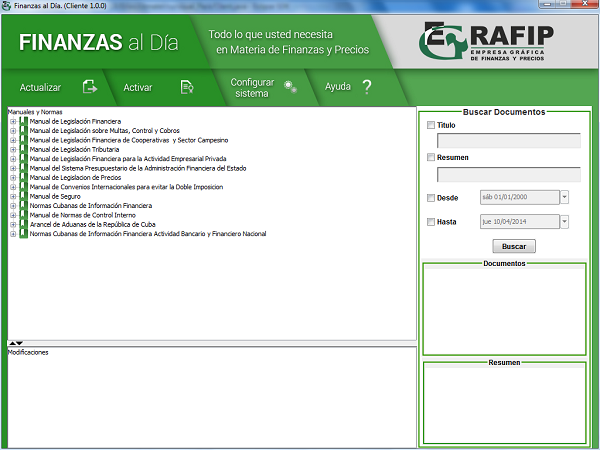 Finanzas al Día. (Cliente 1.0.0)
FINANZAS al Día
Todo lo que usted necesita
en Materia de Finanzas y Precios
EGRAFIP
EMPRESA GRÁFICA
DE FINANZAS Y PRECIOS
Actualizar
Activar
Configurar
sistema
Ayuda ?
Manuales y Normas
Manual de Legislación Financiera
Manual de Legislación sobre Multas, Control y Cobros
Manual de Legislación Financiera de Cooperativas y Sector Campesino
Manual de Legislación Tributaria
Manual de Legislación Financiera para la Actividad Empresarial Privada
Manual del Sistema Presupuestario de la Administración Financiera del Estado
Manual de Legislacion de Precios
Manual de Convenios Internacionales para evitar la Doble Imposicion
Manual de Seguro
Normas Cubanas de Información Financiera
Manual de Normas de Control Interno
Arancel de Aduanas de la República de Cuba
Normas Cubanas de Información Financiera Actividad Bancario y Financiero Nacional
Modificaciones
Buscar Documentos
Titulo
Resumen
Desde
sáb 01/01/2000
Hasta
jue 10/04/2014
Buscar
Documentos
Resumen